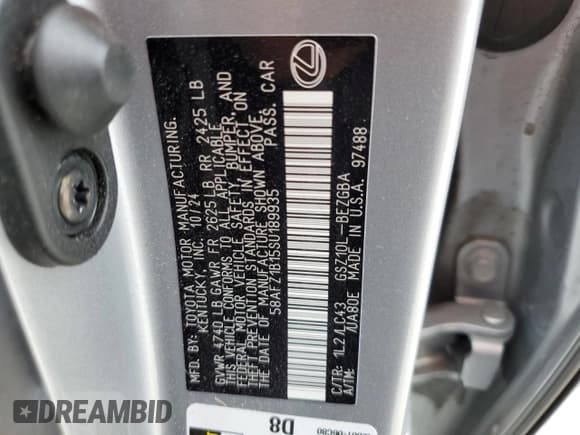 MFD. BY: TOYOTA MOTOR MANUFACTURING,
KENTUCKY, INC. 10/24
GVWR 4740 LB GAWR FR 2625 LB RR 2425 LB
THIS VEHICLE CONFORMS TO ALL APPLICABLE
FEDERAL MOTOR VEHICLE SAFETY, BUMPER, AND
THEFT PREVENTION STANDARDS IN EFFECT ON
THE DATE OF MANUFACTURE SHOWN ABOVE.
58AFZ1B15SU189935 PASS. CAR
C/TR: 1L2/LC43 GSZ10L-BEZGBA
A/TM: /UA80E MADE IN U.S.A. 97488.
D8
DREAMBID